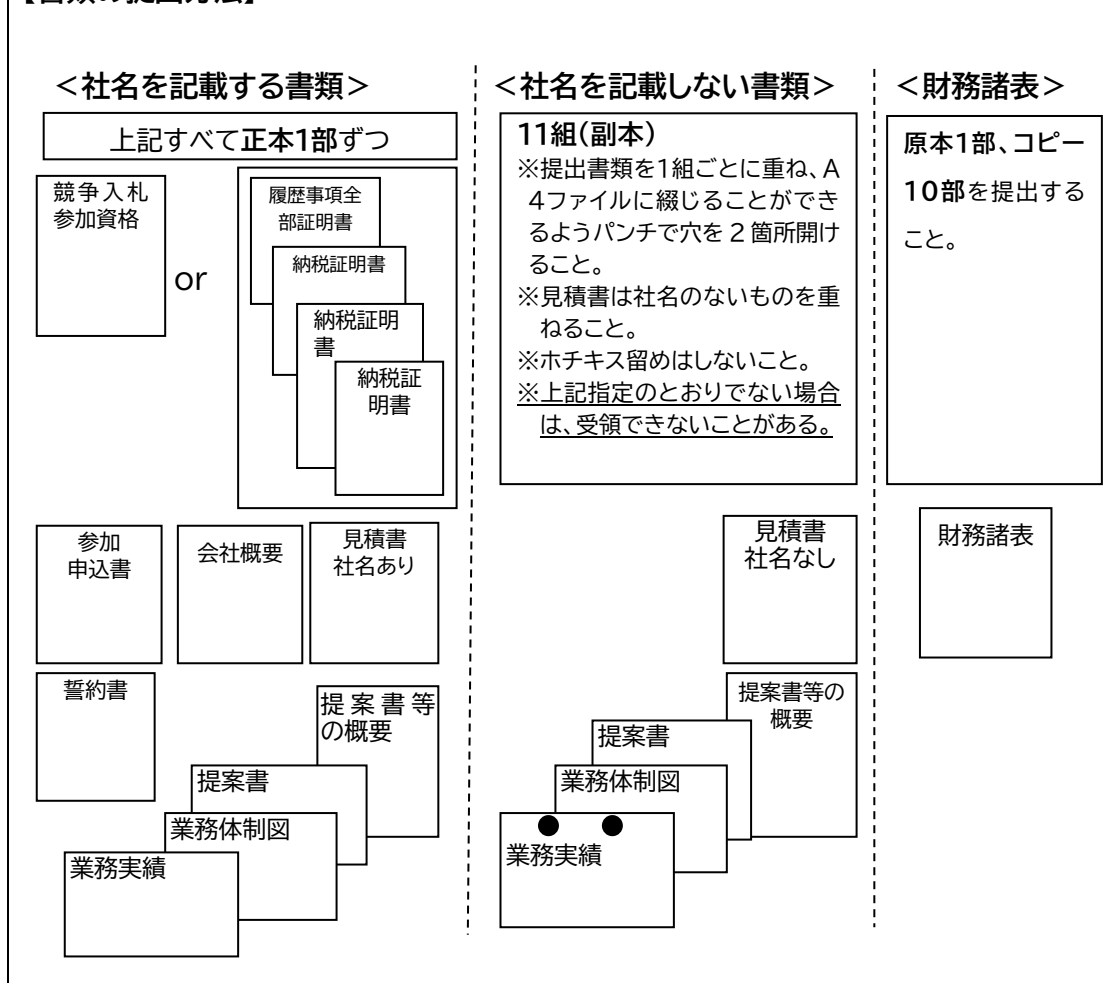 【書類の提出方法】
＜社名を記載する書類＞
上記すべて正本1部ずつ
競争入札
参加資格
or
履歴事項全
部証明書
納税証明書
納税証明
書
納税証
明書
参加
申込書
会社概要
見積書
社名あり
誓約書
提案書等
の概要
提案書
業務体制図
業務実績
＜社名を記載しない書類＞
11組(副本)
※提出書類を1組ごとに重ね、A
4ファイルに綴じることができ
るようパンチで穴を2箇所開け
ること。
※見積書は社名のないものを重
ねること。
※ホチキス留めはしないこと。
※上記指定のとおりでない場合
は、受領できないことがある。
見積書
社名なし
提案書等の
概要
提案書
業務体制図
業務実績
＜財務諸表＞
原本1部、コピー
10部を提出する
こと。
財務諸表